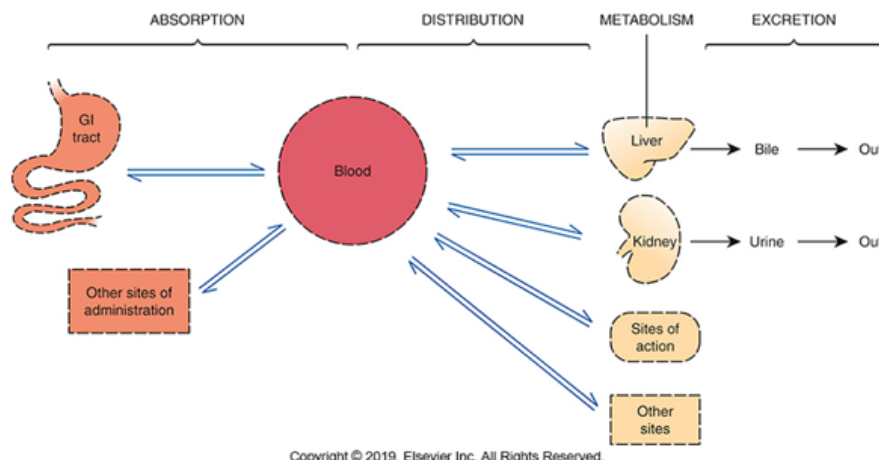 ABSORPTION
DISTRIBUTION
METABOLISM
EXCRETION
GI
tract
Blood
Liver
Bile
Kidney
Urine
Other sites of
administration
Sites of
action
Other
sites
Copyright © 2019, Elsevier Inc. All Rights Reserved.